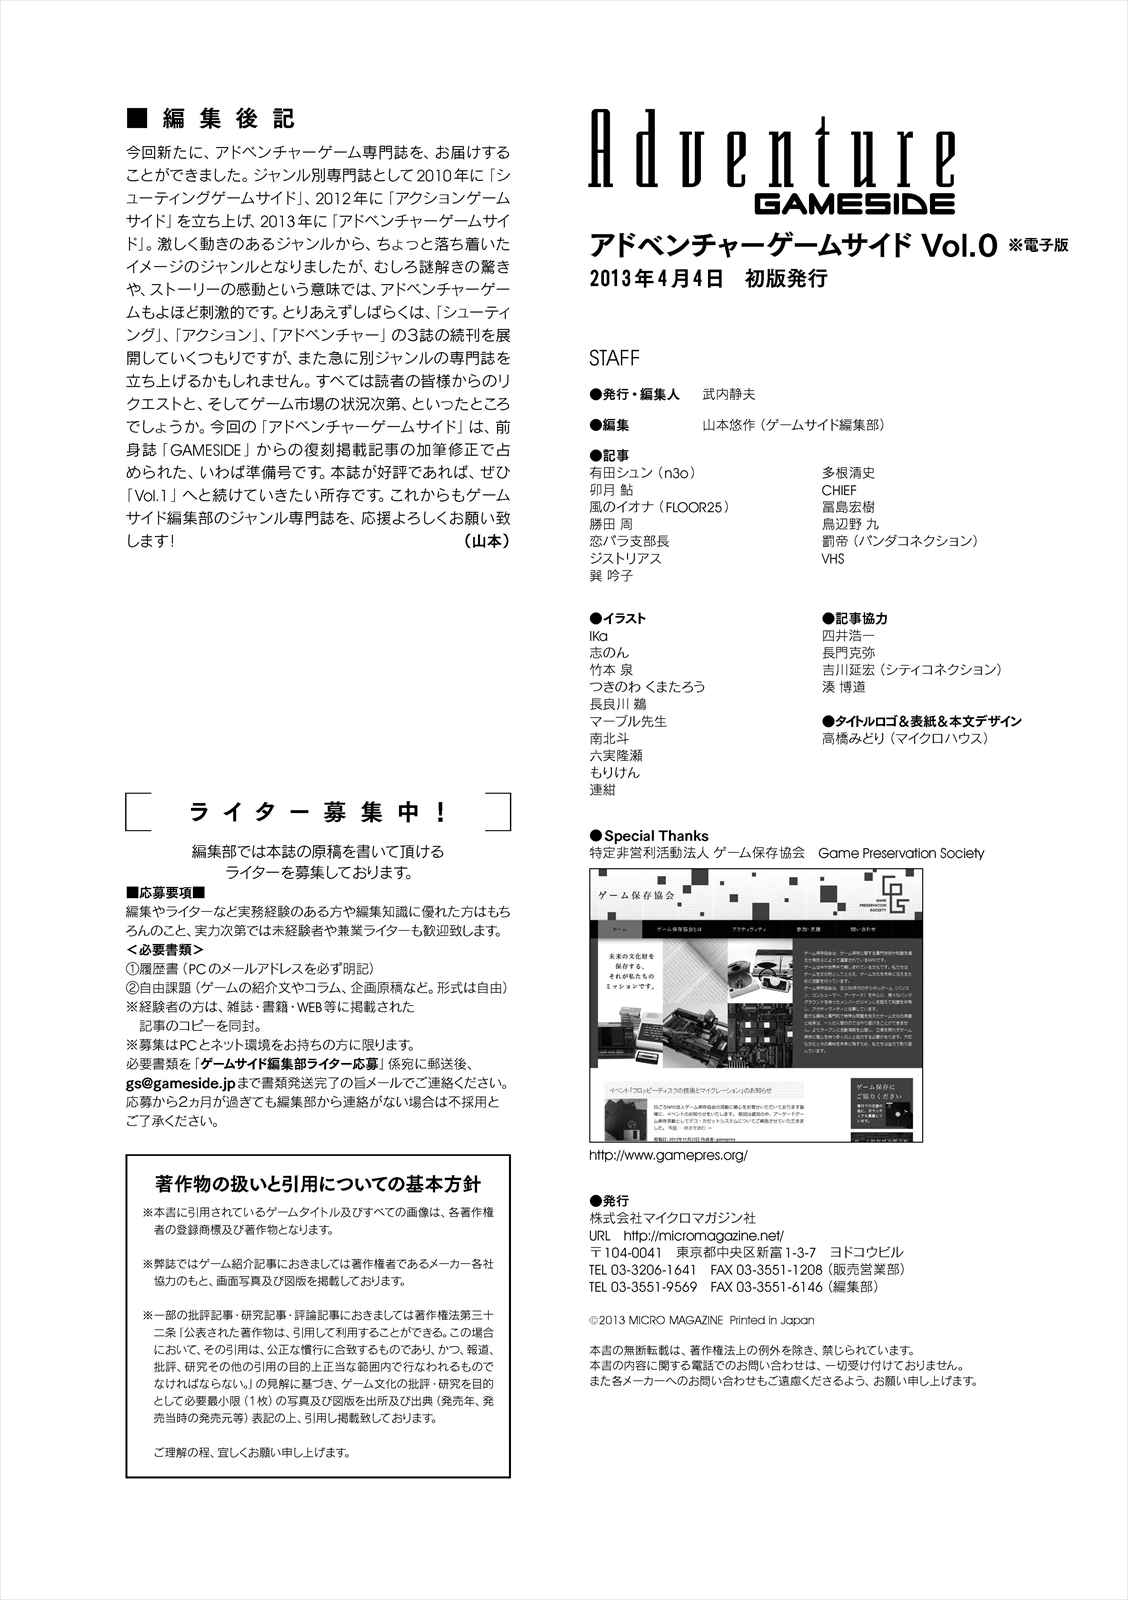 ■ 編集後記
今回新たに、アドベンチャーゲーム専門誌を、お届けする
ことができました。ジャンル別専門誌として2010年に「シ
ューティングゲームサイド」、2012年に「アクションゲーム
サイド」を立ち上げ、2013年に「アドベンチャーゲームサイ
ド」。激しく動きのあるジャンルから、ちょっと落ち着いた
イメージのジャンルとなりましたが、むしろ謎解きの驚き
や、ストーリーの感動という意味では、アドベンチャーゲー
ムもよほど刺激的です。とりあえずしばらくは、「シューティ
ング」、「アクション」、「アドベンチャー」の3誌の続刊を展
開していくつもりですが、また急に別ジャンルの専門誌を
立ち上げるかもしれません。すべては読者の皆様からのリ
クエストと、そしてゲーム市場の状況次第、といったところ
でしょうか。今回の「アドベンチャーゲームサイド」は、前
身誌「GAMESIDE」からの復刻掲載記事の加筆修正で占
められた、いわば準備号です。本誌が好評であれば、ぜひ
「Vol.1」へと続けていきたい所存です。これからもゲーム
サイド編集部のジャンル専門誌を、応援よろしくお願い致
します! (山本)
ライター募集中!
編集部では本誌の原稿を書いて頂ける
ライターを募集しております。
■応募要項■
編集やライターなど実務経験のある方や編集知識に優れた方はもち
ろんのこと、実力次第では未経験者や兼業ライターも歓迎致します。
<必要書類>
①履歴書(PCのメールアドレスを必ず明記)
②自由課題(ゲームの紹介文やコラム、企画原稿など。形式は自由)
※経験者の方は、雑誌・書籍・WEB等に掲載された
記事のコピーを同封。
※募集はPCとネット環境をお持ちの方に限ります。
必要書類を「ゲームサイド編集部ライター応募」係宛に郵送後、
gs@gameside.jpまで書類発送完了の旨メールでご連絡ください。
応募から2ヵ月が過ぎても編集部から連絡がない場合は不採用と
ご了承ください。
著作物の扱いと引用についての基本方針
※本書に引用されているゲームタイトル及びすべての画像は、各著作権
者の登録商標及び著作物となります。
※弊誌ではゲーム紹介記事におきましては著作権者であるメーカー各社
協力のもと、画面写真及び図版を掲載しております。
※一部の批評記事・研究記事・評論記事におきましては著作権法第三十
二条「公表された著作物は、引用して利用することができる。この場合
において、その引用は、公正な慣行に合致するものであり、かつ、報道、
批評、研究その他の引用の目的上正当な範囲内で行なわれるもので
なければならない。」の見解に基づき、ゲーム文化の批評・研究を目的
として必要最小限(1枚)の写真及び図版を出所及び出典(発売年、発
売当時の発売元等)表記の上、引用し掲載致しております。
ご理解の程、宜しくお願い申し上げます。
Adventure
GAMESIDE
アドベンチャーゲームサイド Vol.0 ※電子版
2013年4月4日 初版発行
STAFF
●発行・編集人 武内静夫
●編集 山本悠作(ゲームサイド編集部)
●記事
有田シュン(n3o)
卯月 鮎
風のイオナ(FLOOR25)
勝田 周
恋パラ支部長
ジストリアス
巽 吟子
多根清史
CHIEF
冨島宏樹
鳥辺野 九
罰帝(パンダコネクション)
VHS
●イラスト
IKa
志のん
竹本 泉
つきのわ くまたろう
長良川 鵜
マーブル先生
南北斗
六実隆瀬
もりけん
連紺
●記事協力
四井浩一
長門克弥
吉川延宏(シティコネクション)
湊 博道
●タイトルロゴ&表紙&本文デザイン
高橋みどり(マイクロハウス)
●Special Thanks
特定非営利活動法人 ゲーム保存協会 Game Preservation Society
ゲーム保存協会
GAME
PRESERVATION
SOCIETY
ホーム ゲーム保存協会とは アクティヴィティ 参加・支援 問い合わせ
未来の文化財を
保存する。
それが私たちの
ミッションです。
イベント「フロッピーディスクの技術とマイグレーション」のお知らせ
ゲーム保存に
ご協力ください
http://www.gamepres.org/
●発行
株式会社マイクロマガジン社
URL http://micromagazine.net/
〒104-0041 東京都中央区新富1-3-7 ヨドコウビル
TEL 03-3206-1641 FAX 03-3551-1208(販売営業部)
TEL 03-3551-9569 FAX 03-3551-6146(編集部)
©2013 MICRO MAGAZINE Printed in Japan
本書の無断転載は、著作権法上の例外を除き、禁じられています。
本書の内容に関する電話でのお問い合わせは、一切受け付けておりません。
また各メーカーへのお問い合わせもご遠慮くださるよう、お願い申し上げます。